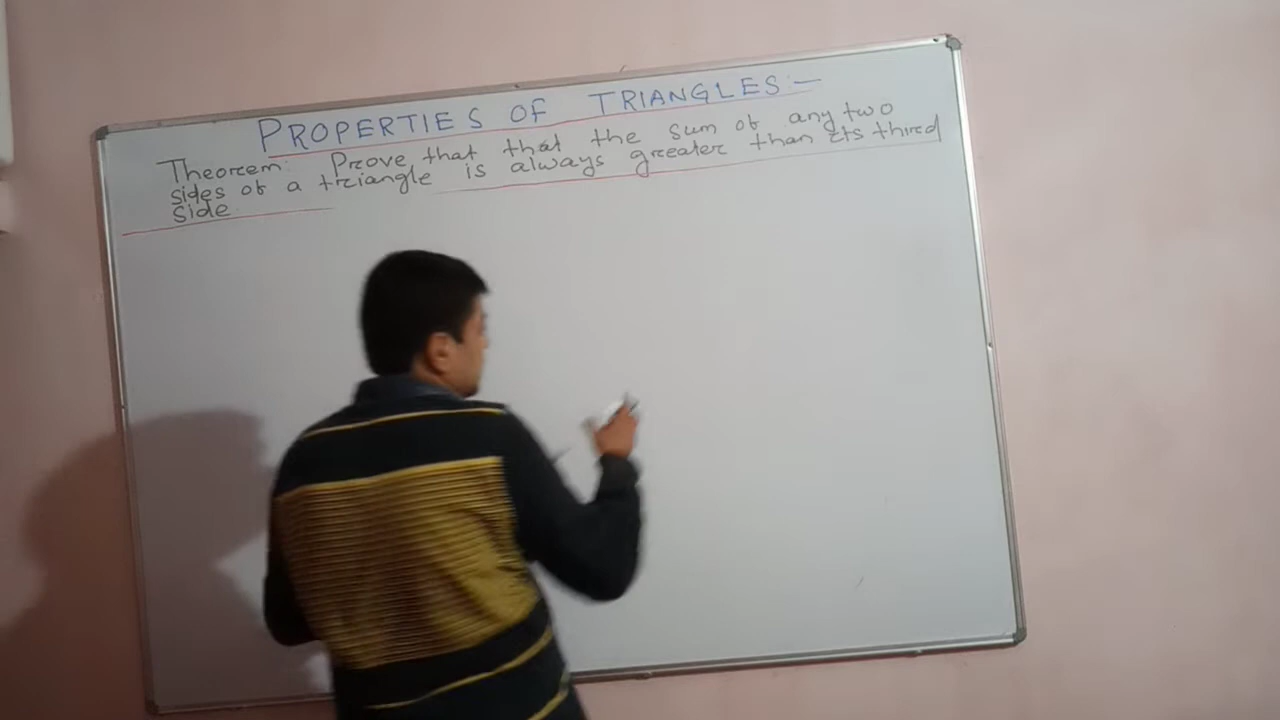 PROPERTIES OF TRIANGLES:-
Theorem: Prove that that the sum of any two
sides of a triangle is always greater than its third
side.